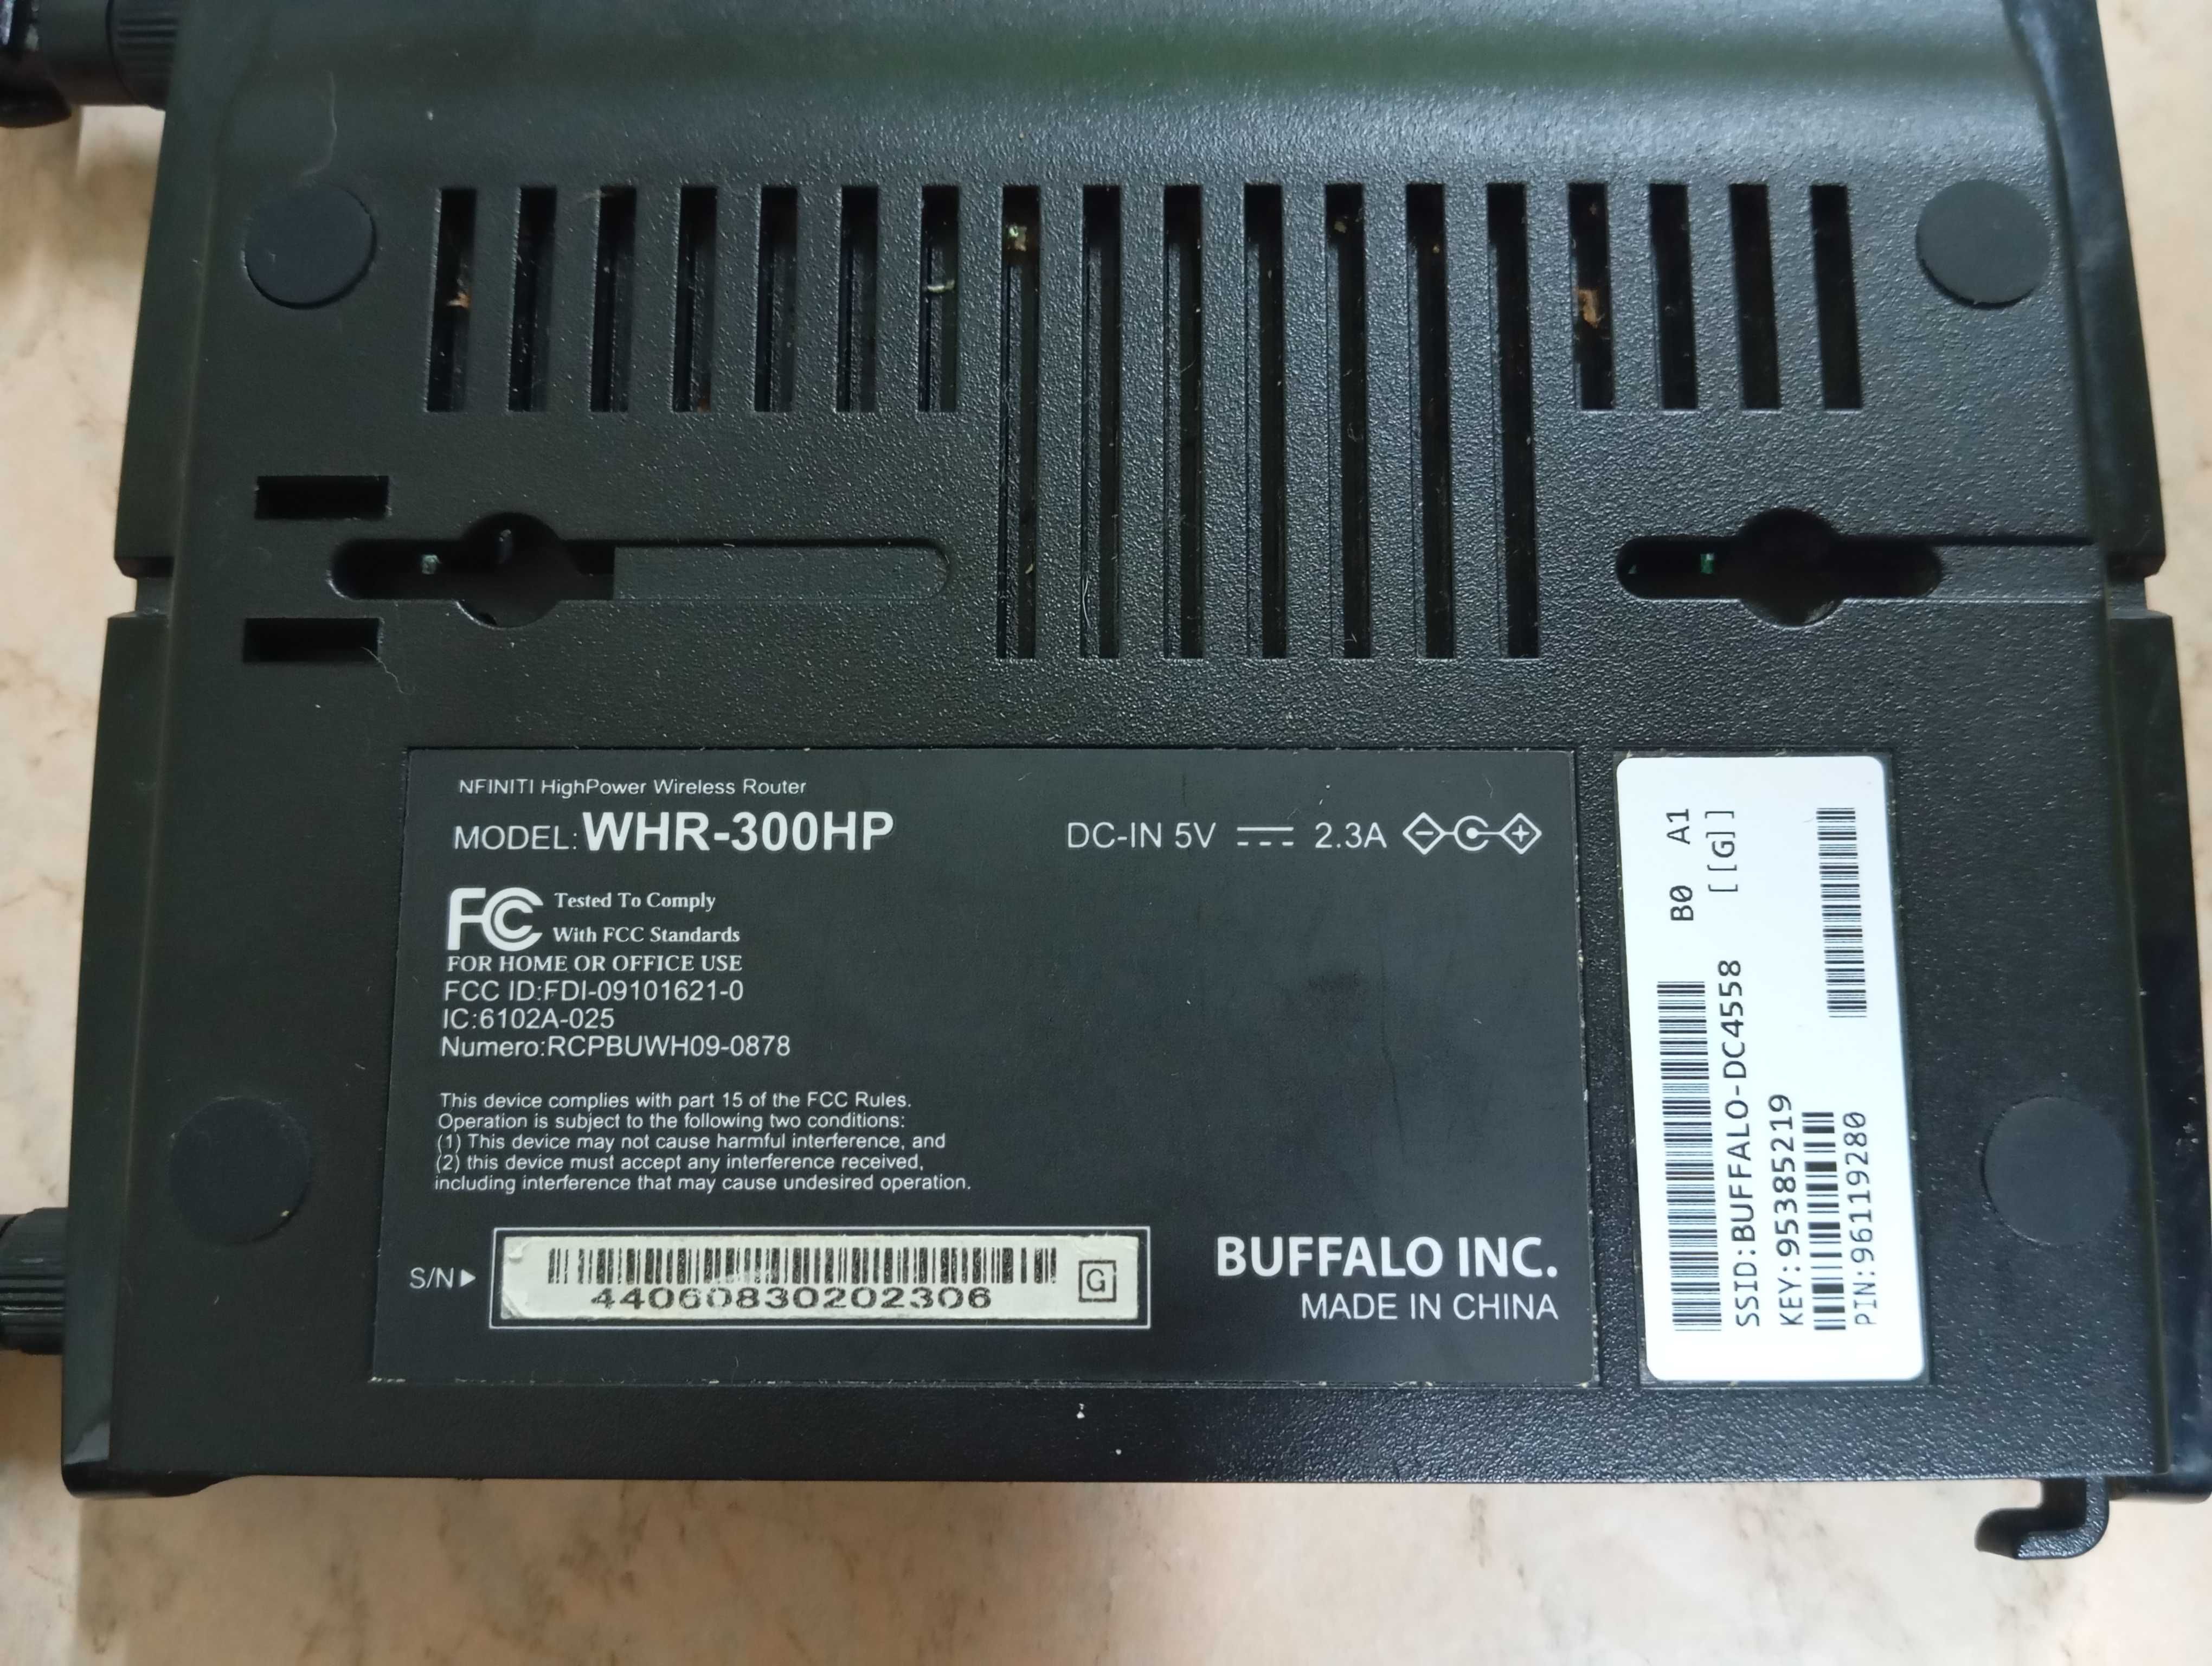 NFINITI HighPower Wireless Router
MODEL:WHR-300HP
DC-IN 5V 2.3A
FC Tested To Comply
With FCC Standards
FOR HOME OR OFFICE USE
FCC ID:FDI-09101621-0
IC:6102A-025
Numero:RCPBUWH09-0878
This device complies with part 15 of the FCC Rules.
Operation is subject to the following two conditions:
(1) This device may not cause harmful interference, and
(2) this device must accept any interference received,
including interference that may cause undesired operation.
S/N
44060830202306
G
BUFFALO INC.
MADE IN CHINA
B0 A1
SSID:BUFFALO-DC4558 [[G]]
KEY:95385219
PIN:96119280